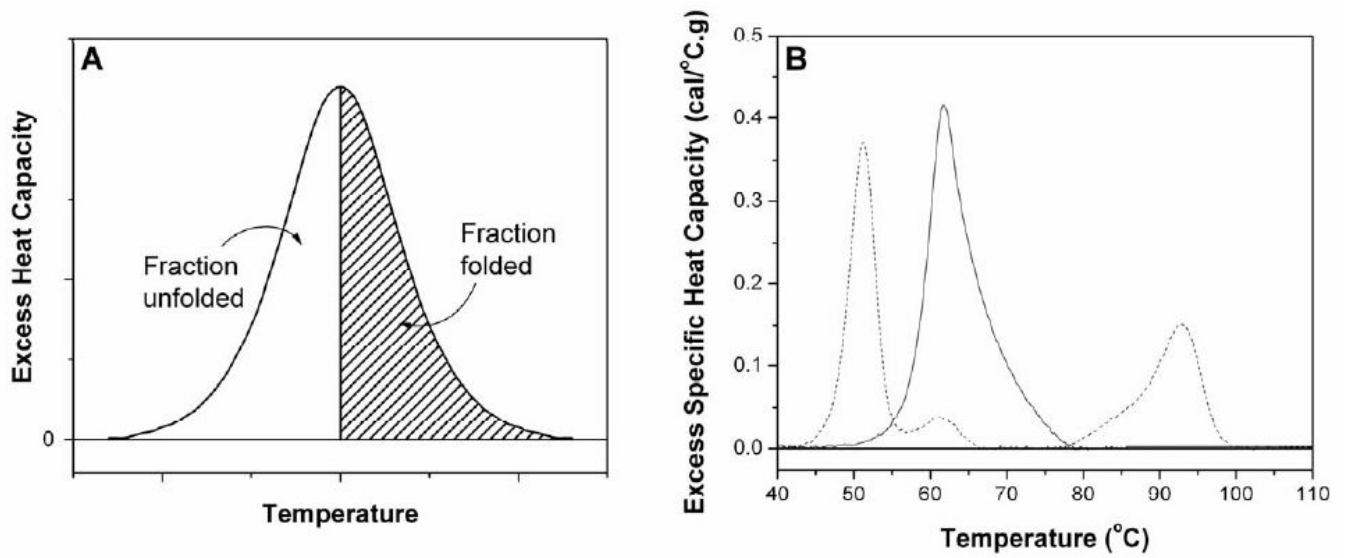 A
Excess Heat Capacity
Fraction
unfolded
Fraction
folded
0
Temperature
B
Excess Specific Heat Capacity (cal/°C.g)
0.5
0.4
0.3
0.2
0.1
0.0
40 50 60 70 80 90 100 110
Temperature (°C)